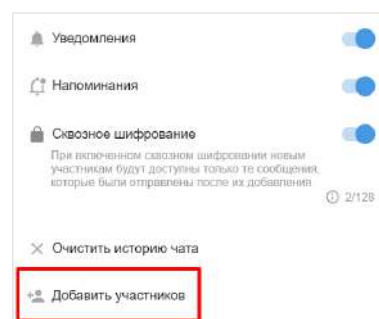 Уведомления
Напоминания
Сквозное шифрование
При включенном сквозном шифровании новым
участникам будут доступны только те сообщения,
которые были отправлены после их добавления
2/128
Очистить историю чата
Добавить участников